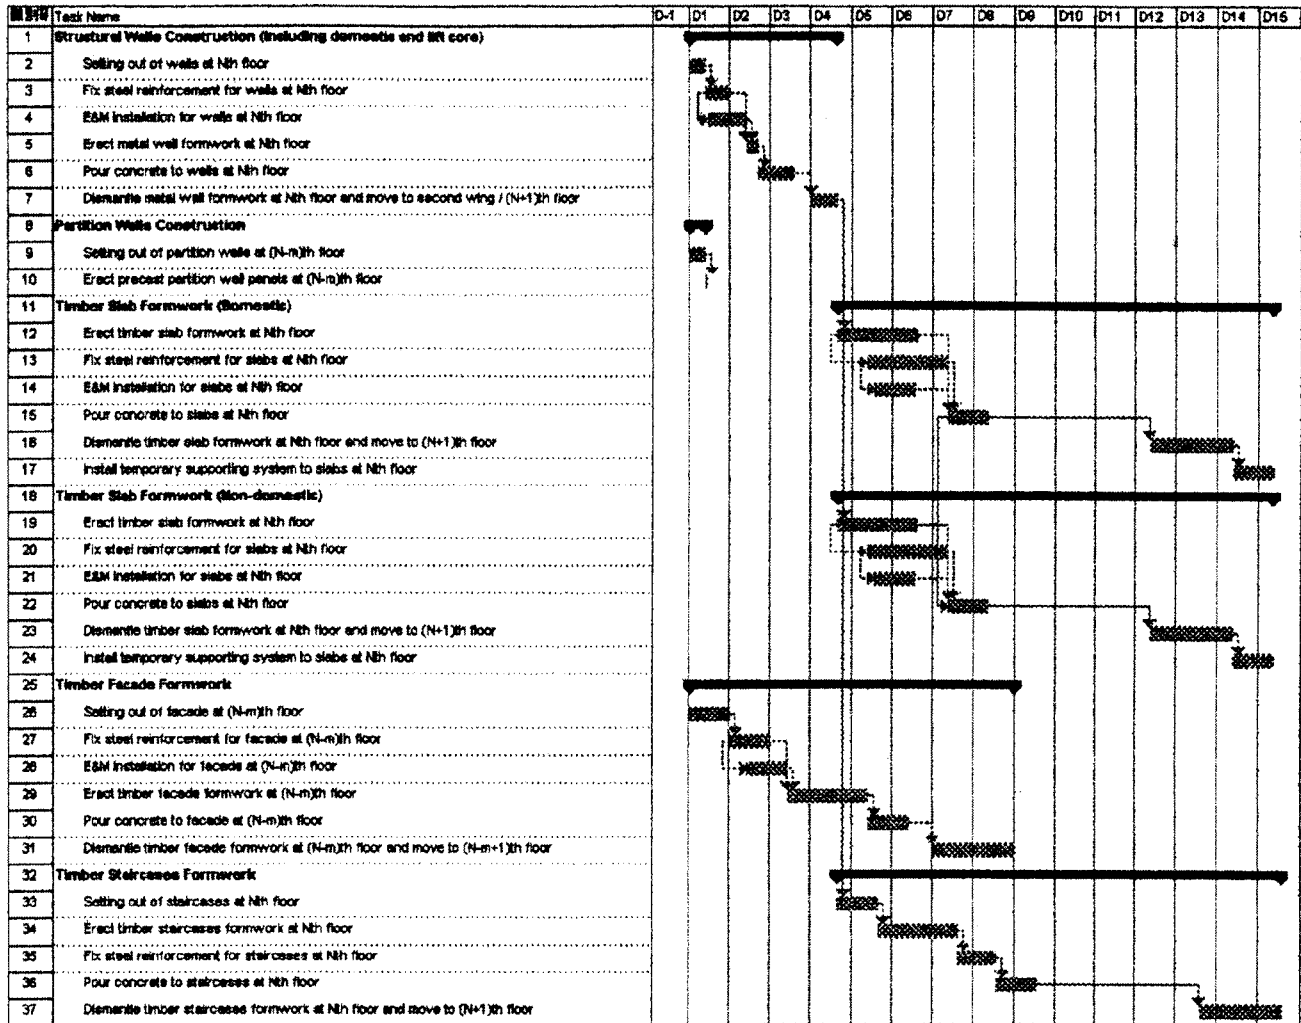 Task Name D-1 D1 D2 D3 D4 D5 D6 D7 D8 D9 D10 D11 D12 D13 D14 D15
1 Structural Walls Construction (including domestic and lift core)
2 Setting out of walls at Nth floor
3 Fix steel reinforcement for walls at Nth floor
4 E&M installation for walls at Nth floor
5 Erect metal wall formwork at Nth floor
6 Pour concrete to walls at Nth floor
7 Dismantle metal wall formwork at Nth floor and move to second wing / (N+1)th floor
8 Partition Walls Construction
9 Setting out of partition walls at (N-m)th floor
10 Erect precast partition wall panels at (N-m)th floor
11 Timber Slab Formwork (Domestic)
12 Erect timber slab formwork at Nth floor
13 Fix steel reinforcement for slabs at Nth floor
14 E&M installation for slabs at Nth floor
15 Pour concrete to slabs at Nth floor
16 Dismantle timber slab formwork at Nth floor and move to (N+1)th floor
17 Install temporary supporting system to slabs at Nth floor
18 Timber Slab Formwork (Non-domestic)
19 Erect timber slab formwork at Nth floor
20 Fix steel reinforcement for slabs at Nth floor
21 E&M installation for slabs at Nth floor
22 Pour concrete to slabs at Nth floor
23 Dismantle timber slab formwork at Nth floor and move to (N+1)th floor
24 Install temporary supporting system to slabs at Nth floor
25 Timber Facade Formwork
26 Setting out of facade at (N-m)th floor
27 Fix steel reinforcement for facade at (N-m)th floor
28 E&M installation for facade at (N-m)th floor
29 Erect timber facade formwork at (N-m)th floor
30 Pour concrete to facade at (N-m)th floor
31 Dismantle timber facade formwork at (N-m)th floor and move to (N-m+1)th floor
32 Timber Staircases Formwork
33 Setting out of staircases at Nth floor
34 Erect timber staircases formwork at Nth floor
35 Fix steel reinforcement for staircases at Nth floor
36 Pour concrete to staircases at Nth floor
37 Dismantle timber staircases formwork at Nth floor and move to (N+1)th floor